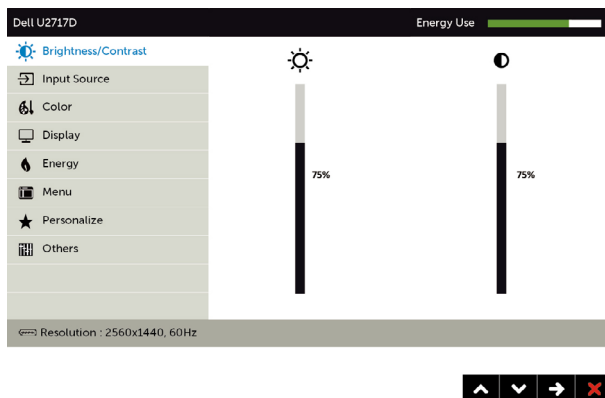 Dell U2717D
Energy Use
Brightness/Contrast
Input Source
Color
Display
Energy
Menu
Personalize
Others
75%
75%
Resolution : 2560x1440, 60Hz